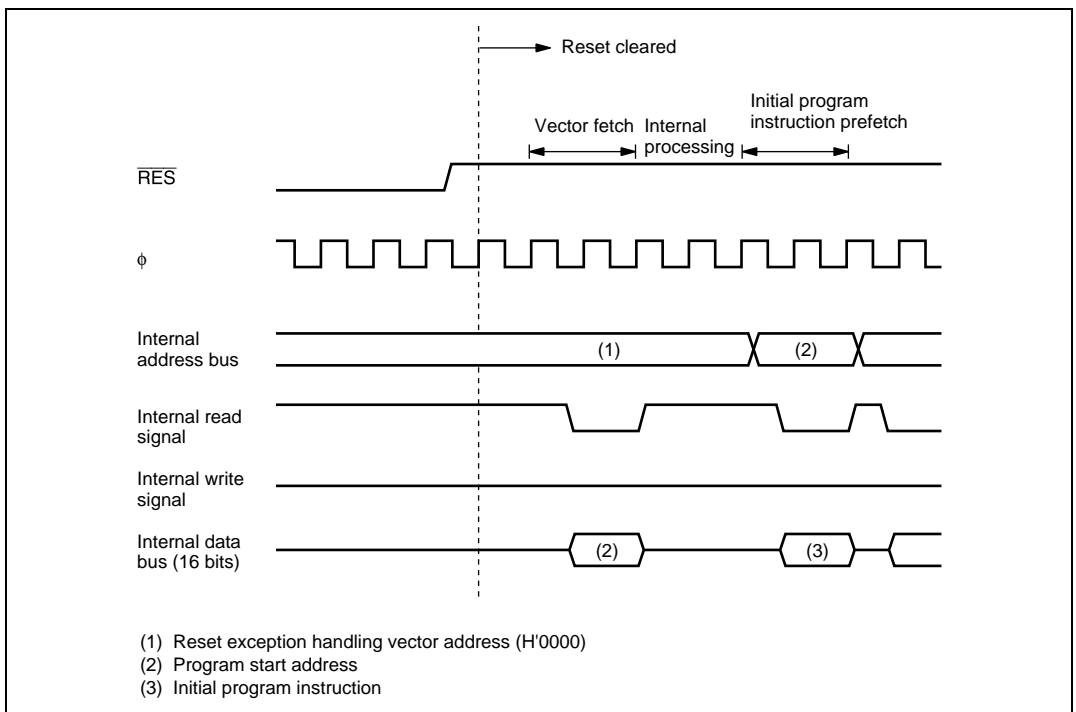 Reset cleared
Initial program
Vector fetch Internal instruction prefetch
processing
RES
ϕ
Internal
address bus
(1) (2)
Internal read
signal
Internal write
signal
Internal data
bus (16 bits)
(2) (3)
(1) Reset exception handling vector address (H'0000)
(2) Program start address
(3) Initial program instruction